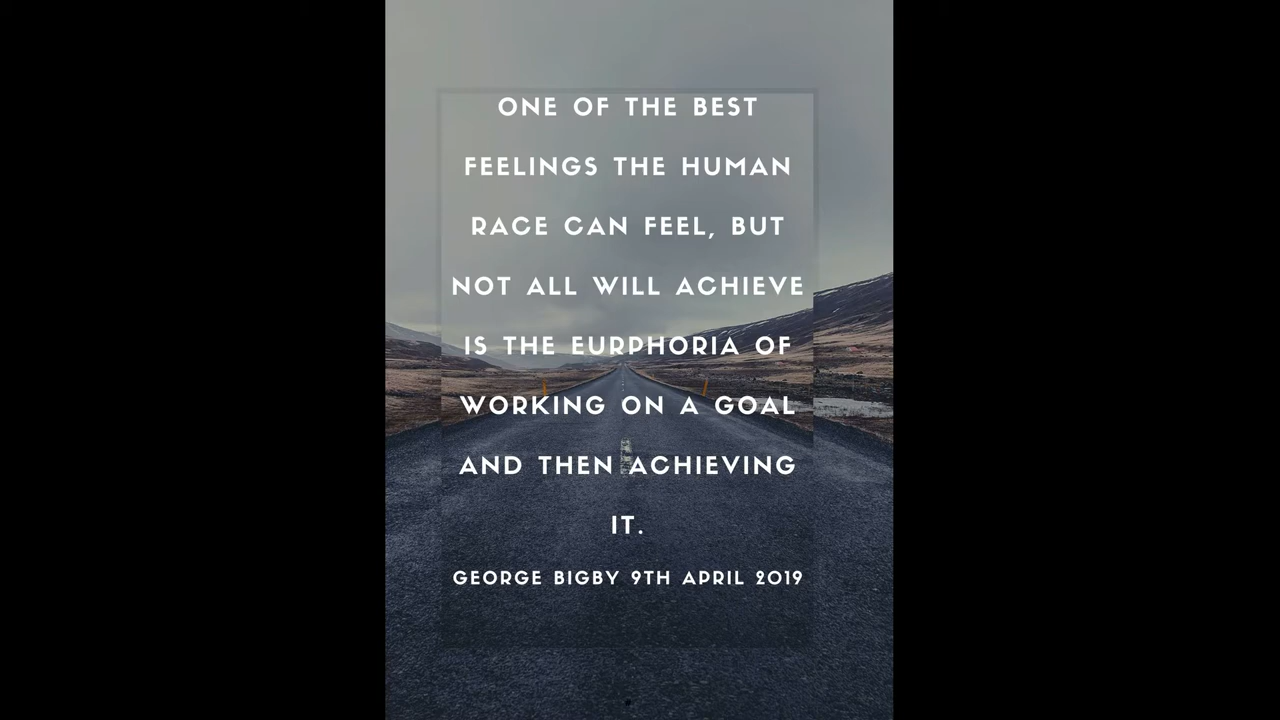 ONE OF THE BEST
FEELINGS THE HUMAN
RACE CAN FEEL, BUT
NOT ALL WILL ACHIEVE
IS THE EURPHORIA OF
WORKING ON A GOAL
AND THEN ACHIEVING
IT.
GEORGE BIGBY 9TH APRIL 2019